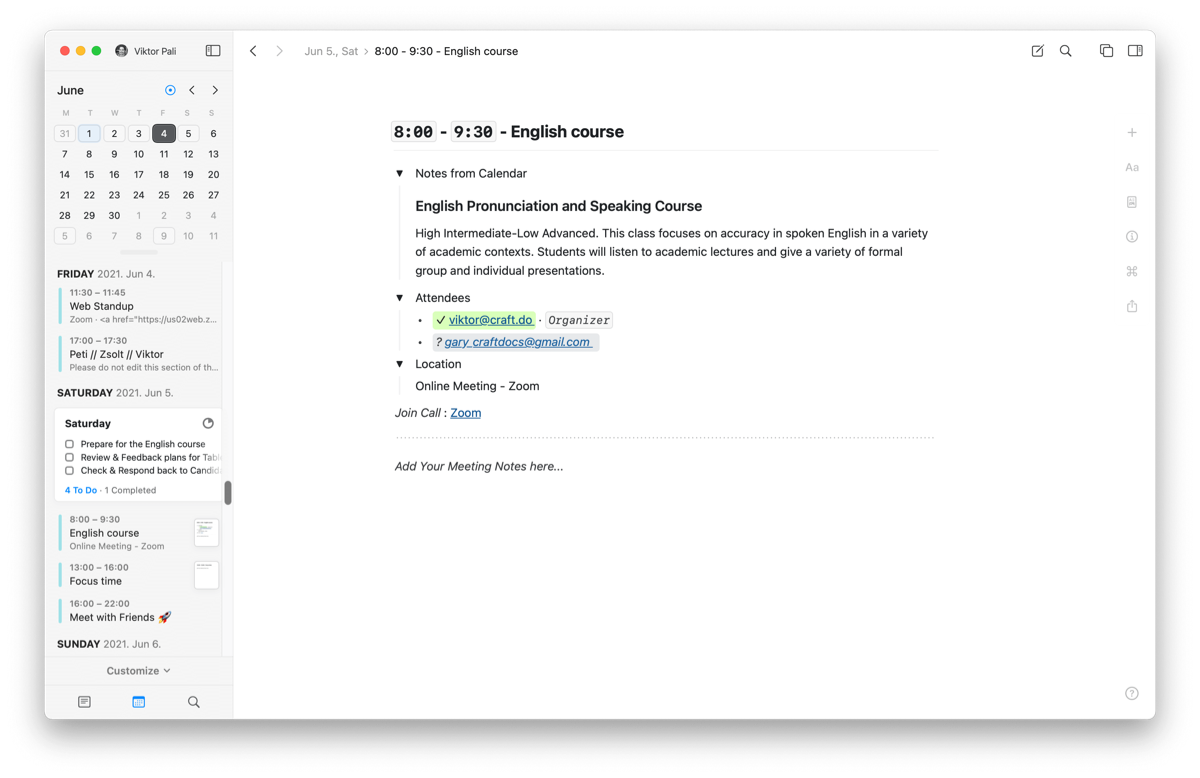 Viktor Pali
June
M T W T F S S
31 1 2 3 4 5 6
7 8 9 10 11 12 13
14 15 16 17 18 19 20
21 22 23 24 25 26 27
28 29 30 1 2 3 4
5 6 7 8 9 10 11
FRIDAY 2021. Jun 4.
11:30 – 11:45
Web Standup
Zoom · <a href="https://us02web.z...
17:00 – 17:30
Peti // Zsolt // Viktor
Please do not edit this section of th...
SATURDAY 2021. Jun 5.
Saturday
Prepare for the English course
Review & Feedback plans for Tabl
Check & Respond back to Candid
4 To Do · 1 Completed
8:00 – 9:30
English course
Online Meeting - Zoom
13:00 – 16:00
Focus time
16:00 – 22:00
Meet with Friends 🚀
SUNDAY 2021. Jun 6.
Customize
Jun 5., Sat › 8:00 - 9:30 - English course
8:00 - 9:30 - English course
Notes from Calendar
English Pronunciation and Speaking Course
High Intermediate-Low Advanced. This class focuses on accuracy in spoken English in a variety
of academic contexts. Students will listen to academic lectures and give a variety of formal
group and individual presentations.
Attendees
• ✓ viktor@craft.do · Organizer
• ? gary_craftdocs@gmail.com
Location
Online Meeting - Zoom
Join Call : Zoom
Add Your Meeting Notes here...
Aa